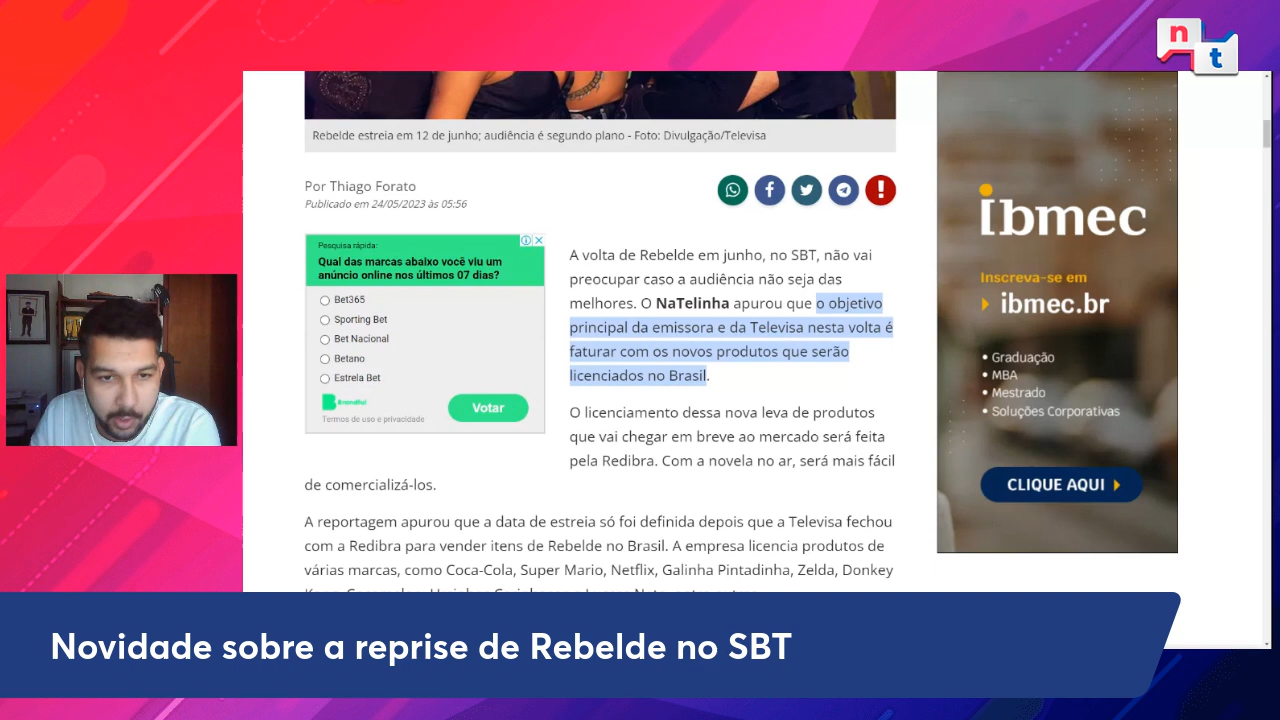 n
t
Rebelde estreia em 12 de junho; audiência é segundo plano - Foto: Divulgação/Televisa
Por Thiago Forato
Publicado em 24/05/2023 às 05:56
Pesquisa rápida:
Qual das marcas abaixo você viu um
anúncio online nos últimos 07 dias?
Bet365
Sporting Bet
Bet Nacional
Betano
Estrela Bet
Brandful
Votar
Termos de uso e privacidade
A volta de Rebelde em junho, no SBT, não vai
preocupar caso a audiência não seja das
melhores. O NaTelinha apurou que o objetivo
principal da emissora e da Televisa nesta volta é
faturar com os novos produtos que serão
licenciados no Brasil.
O licenciamento dessa nova leva de produtos
que vai chegar em breve ao mercado será feita
pela Redibra. Com a novela no ar, será mais fácil
de comercializá-los.
A reportagem apurou que a data de estreia só foi definida depois que a Televisa fechou
com a Redibra para vender itens de Rebelde no Brasil. A empresa licencia produtos de
várias marcas, como Coca-Cola, Super Mario, Netflix, Galinha Pintadinha, Zelda, Donkey
ibmec
Inscreva-se em
ibmec.br
• Graduação
• MBA
• Mestrado
• Soluções Corporativas
CLIQUE AQUI
Novidade sobre a reprise de Rebelde no SBT